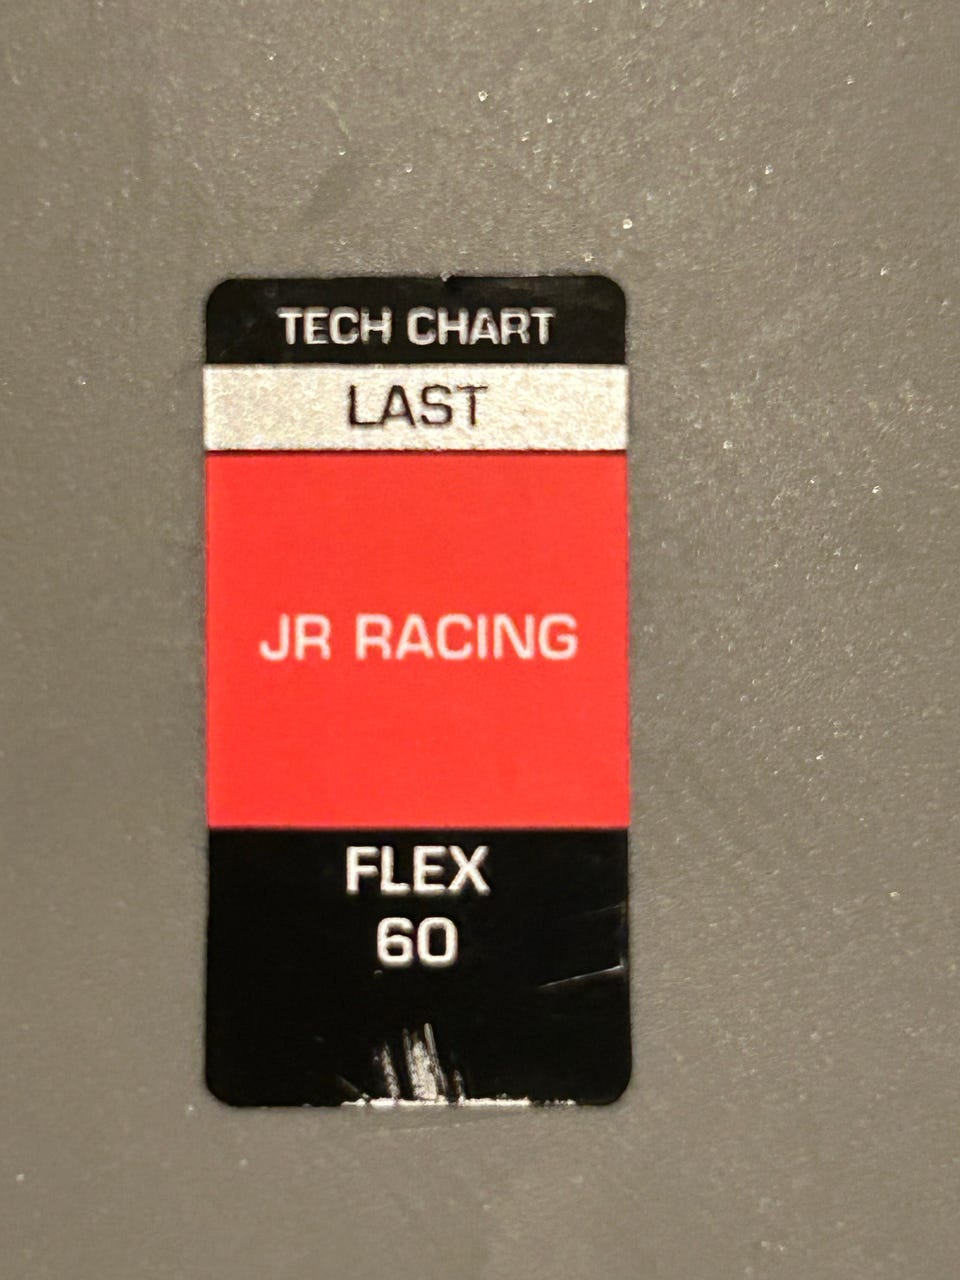 TECH CHART
LAST
JR RACING
FLEX
60